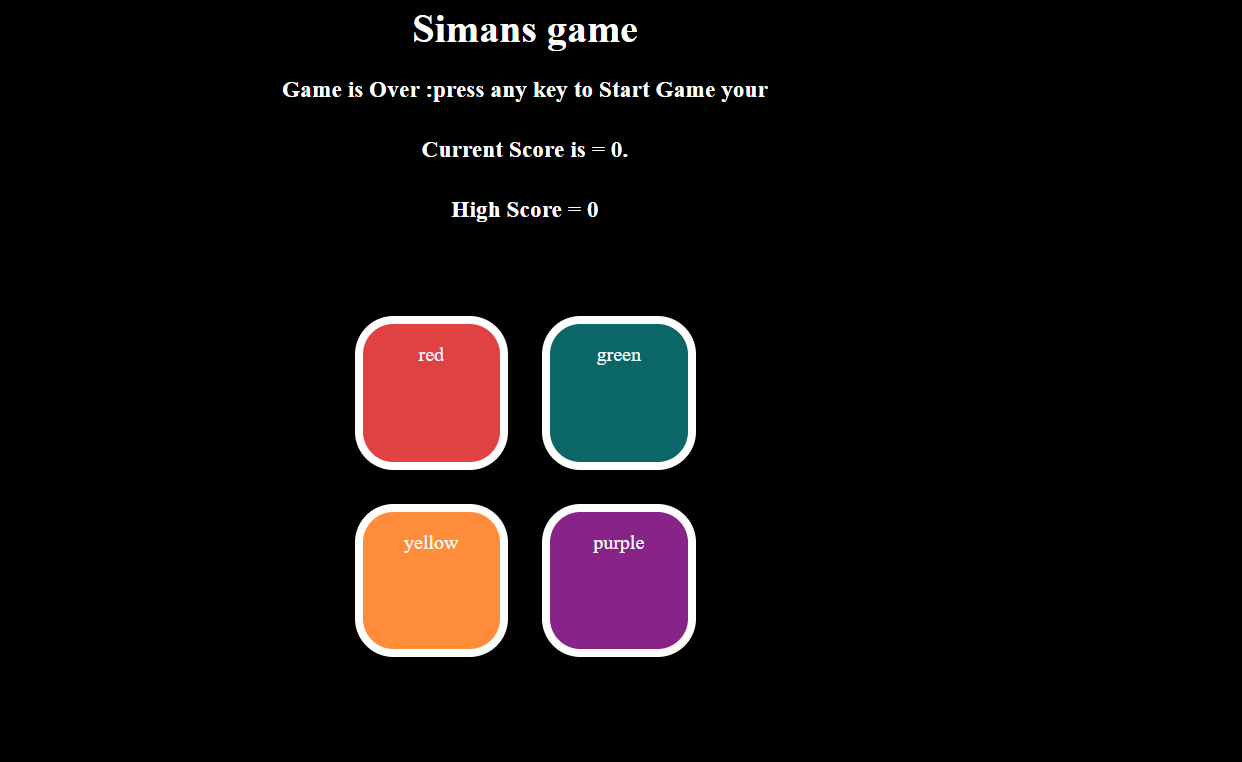 Simans game
Game is Over :press any key to Start Game your
Current Score is = 0.
High Score = 0
red green
yellow purple